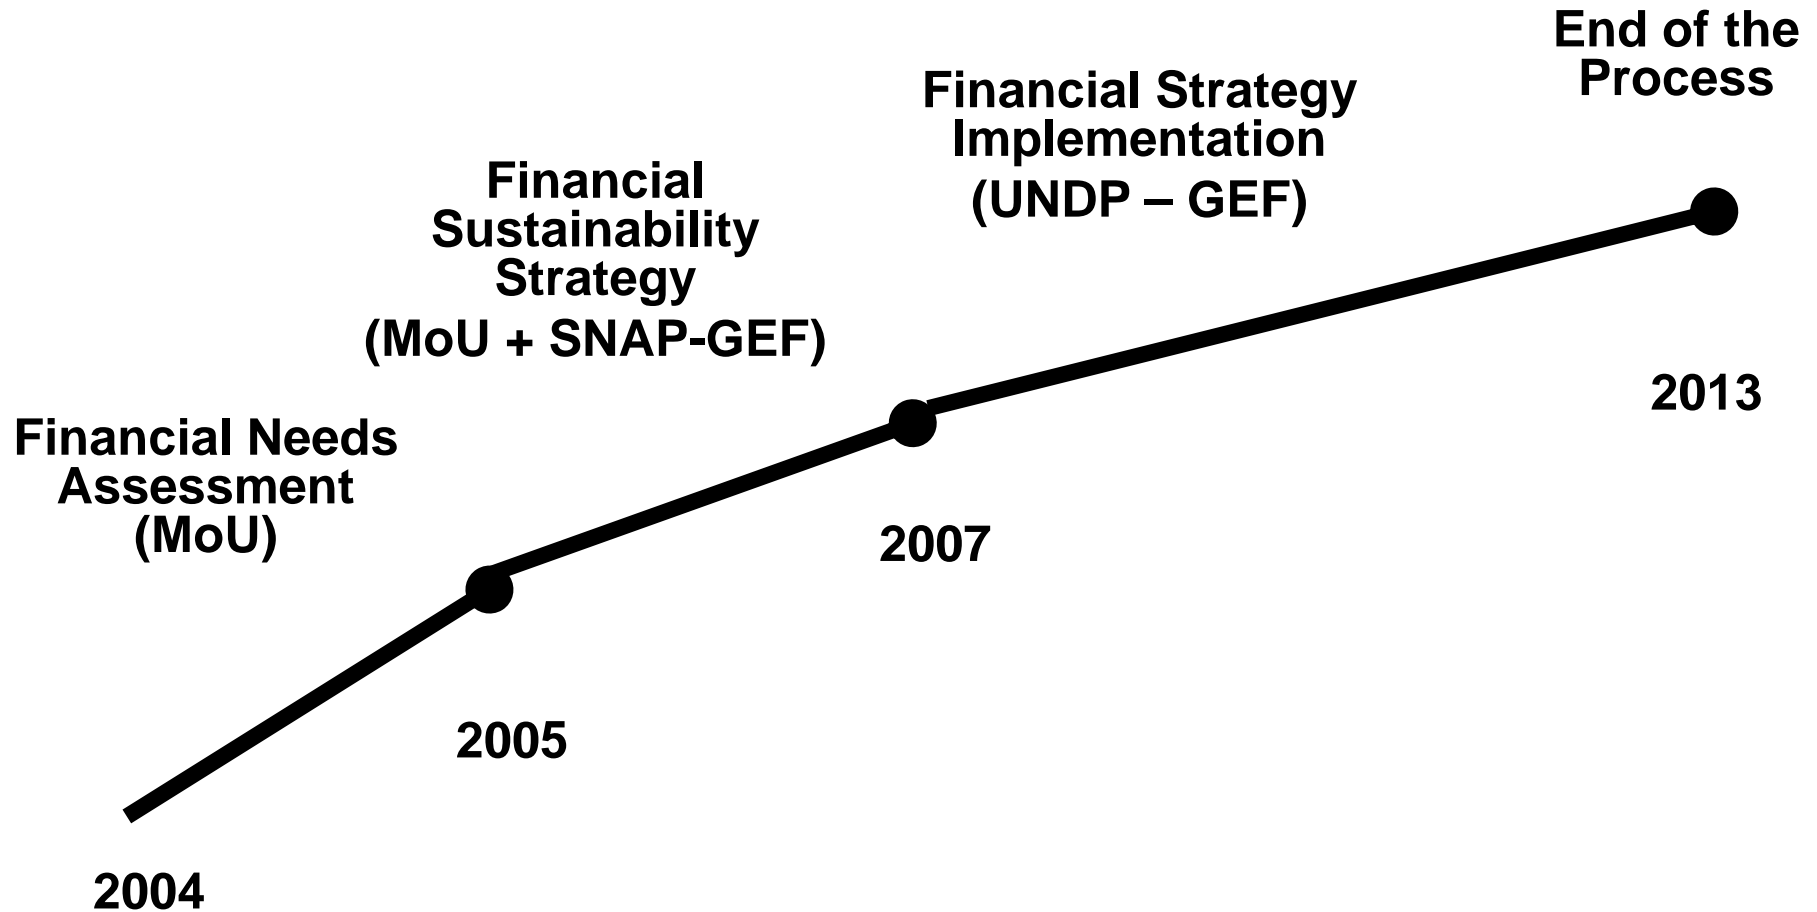 End of the
Process
Financial Strategy
Implementation
(UNDP – GEF)
Financial
Sustainability
Strategy
(MoU + SNAP-GEF)
Financial Needs
Assessment
(MoU)
2013
2007
2005
2004